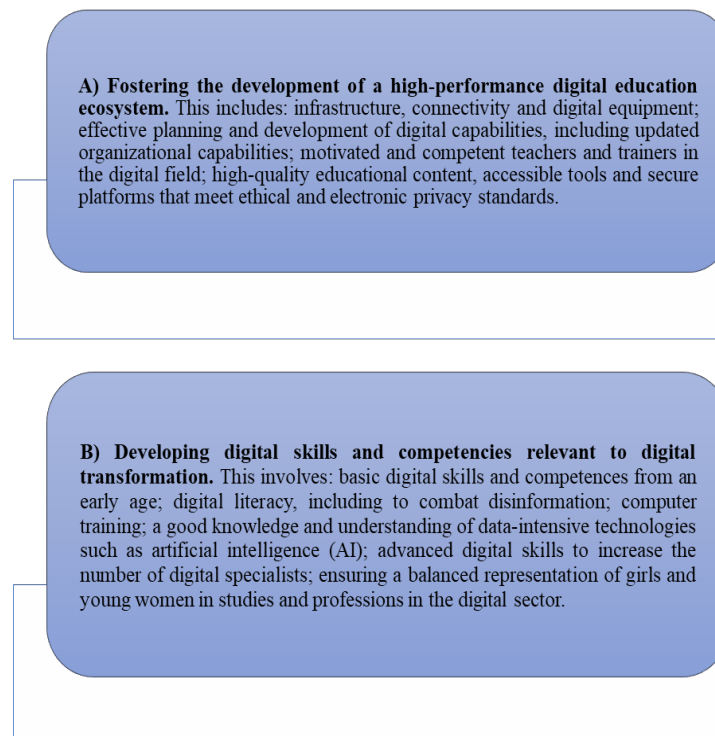 A) Fostering the development of a high-performance digital education
ecosystem. This includes: infrastructure, connectivity and digital equipment;
effective planning and development of digital capabilities, including updated
organizational capabilities; motivated and competent teachers and trainers in
the digital field; high-quality educational content, accessible tools and secure
platforms that meet ethical and electronic privacy standards.
B) Developing digital skills and competencies relevant to digital
transformation. This involves: basic digital skills and competences from an
early age; digital literacy, including to combat disinformation; computer
training; a good knowledge and understanding of data-intensive technologies
such as artificial intelligence (AI); advanced digital skills to increase the
number of digital specialists; ensuring a balanced representation of girls and
young women in studies and professions in the digital sector.